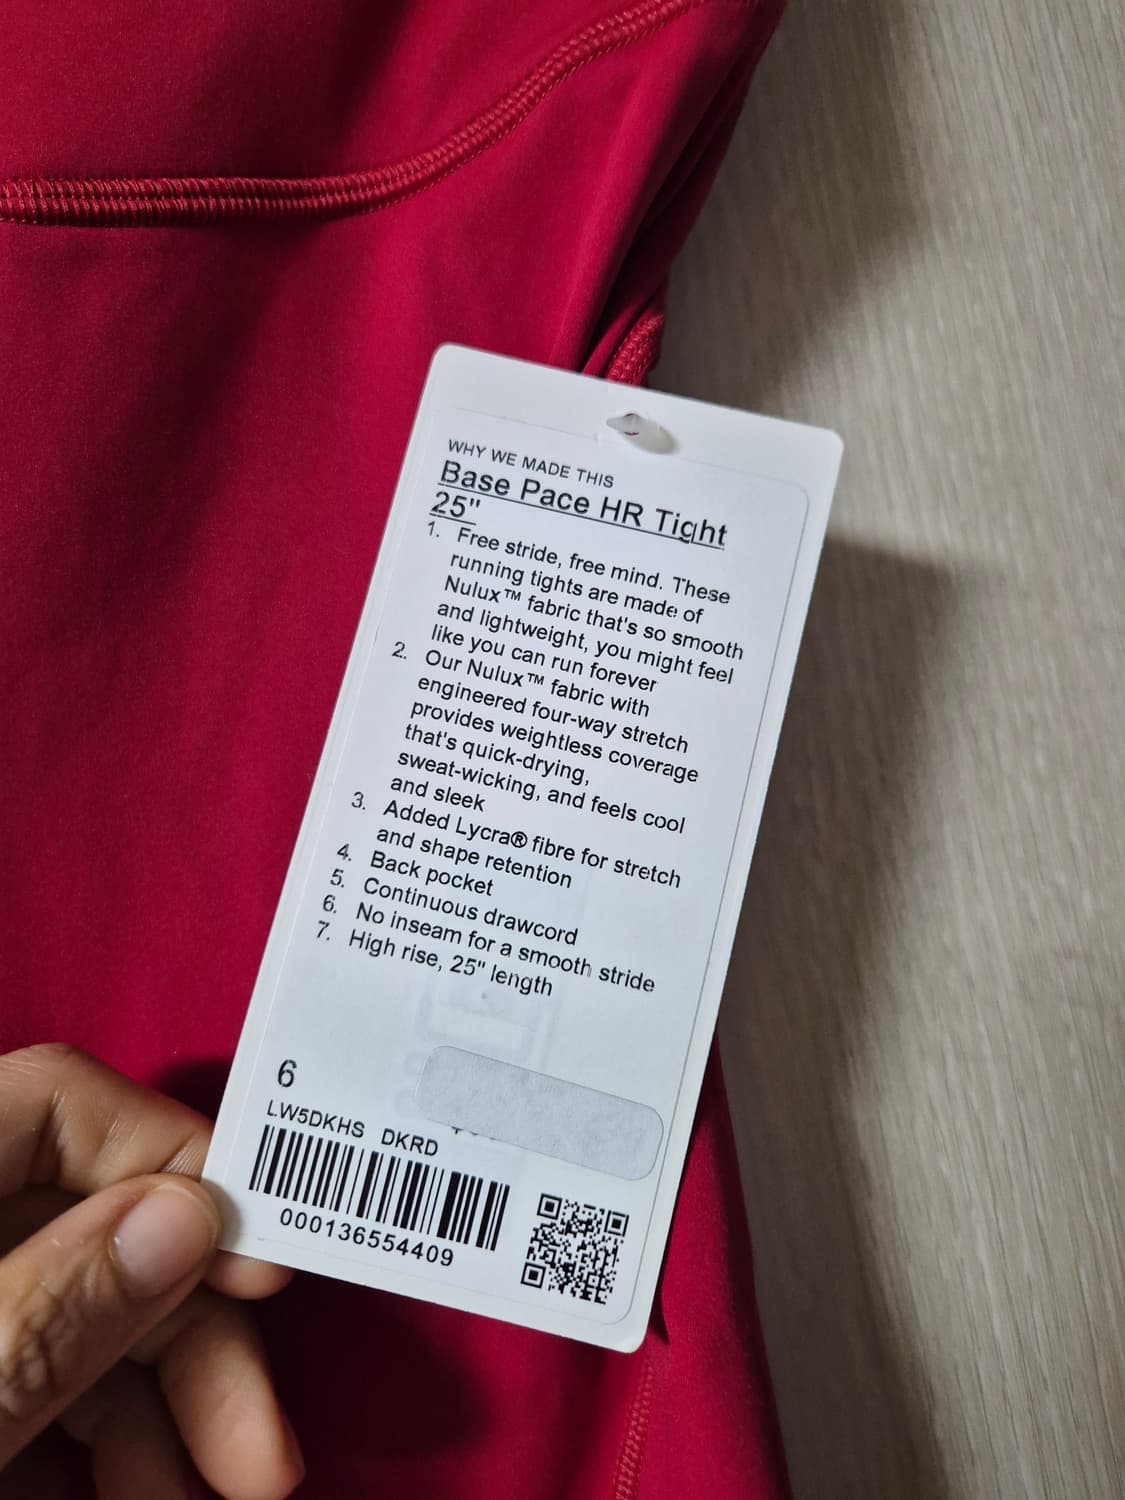 WHY WE MADE THIS
Base Pace HR Tight
25"
1. Free stride, free mind. These
running tights are made of
Nulux™ fabric that's so smooth
and lightweight, you might feel
like you can run forever
2. Our Nulux™ fabric with
engineered four-way stretch
provides weightless coverage
that's quick-drying,
sweat-wicking, and feels cool
and sleek
3. Added Lycra® fibre for stretch
and shape retention
4. Back pocket
5. Continuous drawcord
6. No inseam for a smooth stride
7. High rise, 25" length
6
LW5DKHS DKRD
000136554409